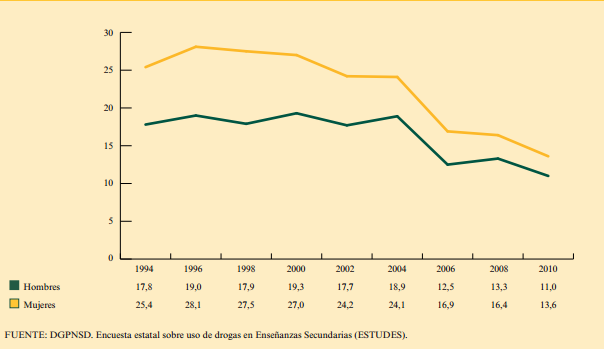 30
25
20
15
10
5
0
1994 1996 1998 2000 2002 2004 2006 2008 2010
Hombres 17,8 19,0 17,9 19,3 17,7 18,9 12,5 13,3 11,0
Mujeres 25,4 28,1 27,5 27,0 24,2 24,1 16,9 16,4 13,6
FUENTE: DGPNSD. Encuesta estatal sobre uso de drogas en Enseñanzas Secundarias (ESTUDES).